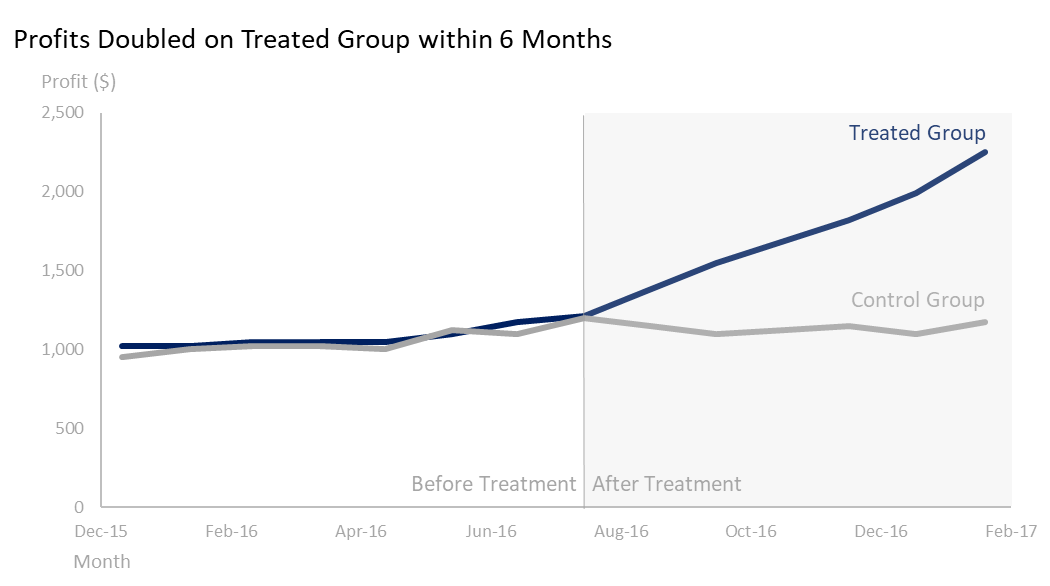 Profits Doubled on Treated Group within 6 Months
Profit ($)
2,500
Treated Group
2,000
1,500
Control Group
1,000
500
Before Treatment After Treatment
0
Dec-15 Feb-16 Apr-16 Jun-16 Aug-16 Oct-16 Dec-16 Feb-17
Month